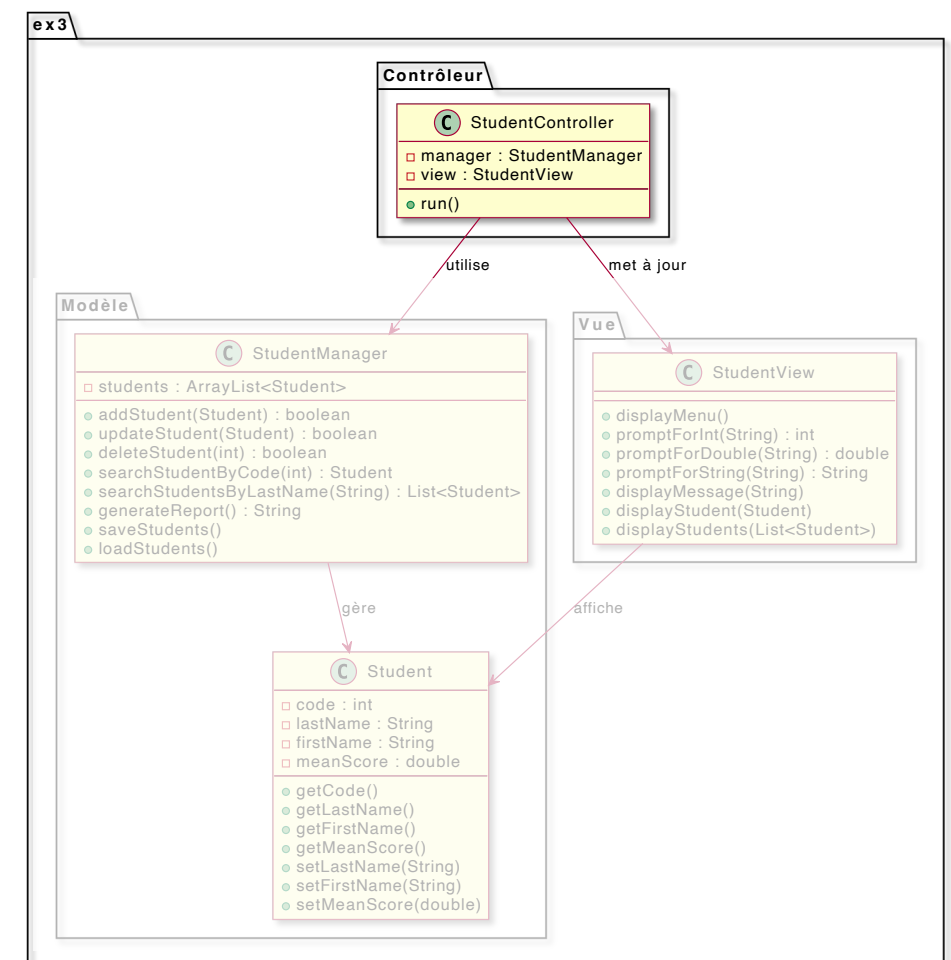 ex3
Contrôleur
C StudentController
manager : StudentManager
view : StudentView
run()
utilise
met à jour
Modèle
C StudentManager
students : ArrayList<Student>
addStudent(Student) : boolean
updateStudent(Student) : boolean
deleteStudent(int) : boolean
searchStudentByCode(int) : Student
searchStudentsByLastName(String) : List<Student>
generateReport() : String
saveStudents()
loadStudents()
Vue
C StudentView
displayMenu()
promptForInt(String) : int
promptForDouble(String) : double
promptForString(String) : String
displayMessage(String)
displayStudent(Student)
displayStudents(List<Student>)
gère
affiche
C Student
code : int
lastName : String
firstName : String
meanScore : double
getCode()
getLastName()
getFirstName()
getMeanScore()
setLastName(String)
setFirstName(String)
setMeanScore(double)